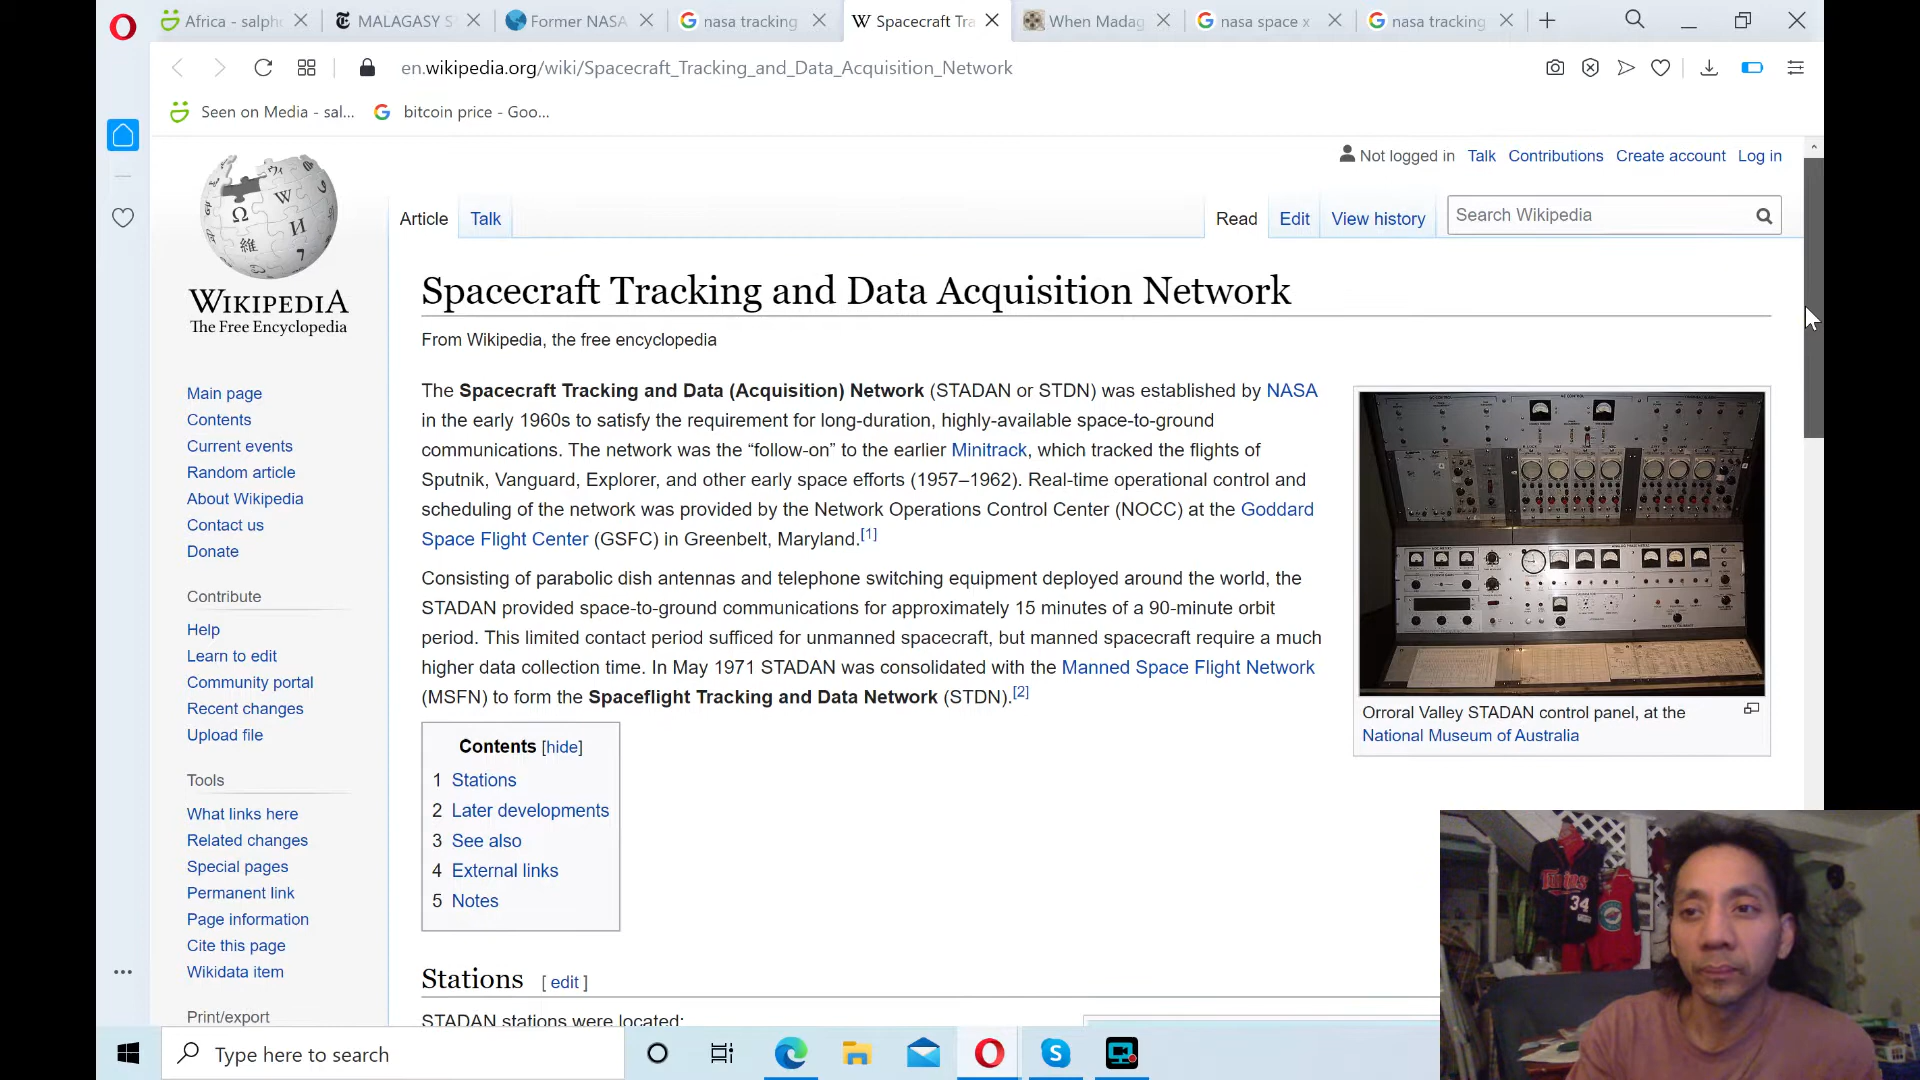 Africa - salpho
MALAGASY S
Former NASA
nasa tracking
Spacecraft Tra
When Madag
nasa space x
nasa tracking
en.wikipedia.org/wiki/Spacecraft_Tracking_and_Data_Acquisition_Network
Seen on Media - sal...
bitcoin price - Goo...
Not logged in Talk Contributions Create account Log in
Article Talk
Read Edit View history
Search Wikipedia
WIKIPEDIA
The Free Encyclopedia
Main page
Contents
Current events
Random article
About Wikipedia
Contact us
Donate
Contribute
Help
Learn to edit
Community portal
Recent changes
Upload file
Tools
What links here
Related changes
Special pages
Permanent link
Page information
Cite this page
Wikidata item
Print/export
Spacecraft Tracking and Data Acquisition Network
From Wikipedia, the free encyclopedia
The Spacecraft Tracking and Data (Acquisition) Network (STADAN or STDN) was established by NASA
in the early 1960s to satisfy the requirement for long-duration, highly-available space-to-ground
communications. The network was the “follow-on” to the earlier Minitrack, which tracked the flights of
Sputnik, Vanguard, Explorer, and other early space efforts (1957–1962). Real-time operational control and
scheduling of the network was provided by the Network Operations Control Center (NOCC) at the Goddard
Space Flight Center (GSFC) in Greenbelt, Maryland.[1]
Consisting of parabolic dish antennas and telephone switching equipment deployed around the world, the
STADAN provided space-to-ground communications for approximately 15 minutes of a 90-minute orbit
period. This limited contact period sufficed for unmanned spacecraft, but manned spacecraft require a much
higher data collection time. In May 1971 STADAN was consolidated with the Manned Space Flight Network
(MSFN) to form the Spaceflight Tracking and Data Network (STDN).[2]
Orroral Valley STADAN control panel, at the
National Museum of Australia
Contents [hide]
1 Stations
2 Later developments
3 See also
4 External links
5 Notes
Stations [ edit ]
STADAN stations were located:
Twins
34
Type here to search